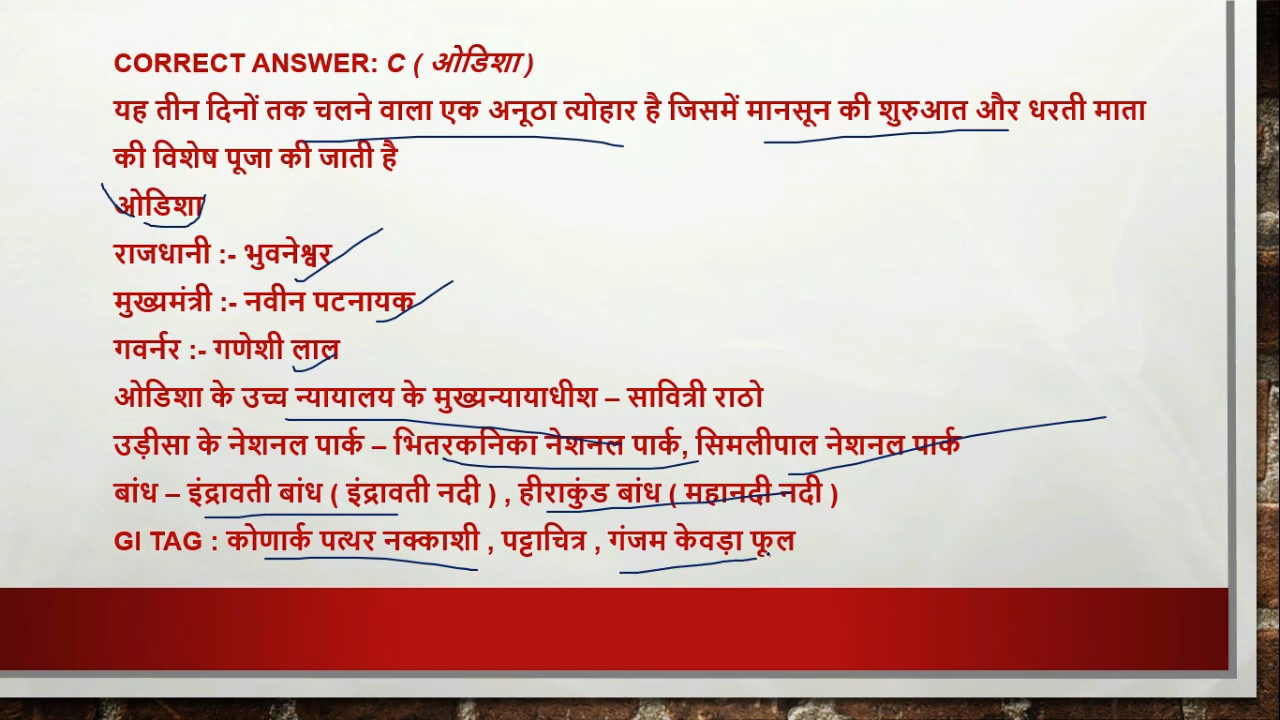 CORRECT ANSWER: C ( ओडिशा )
यह तीन दिनों तक चलने वाला एक अनूठा त्योहार है जिसमें मानसून की शुरुआत और धरती माता
की विशेष पूजा की जाती है
ओडिशा
राजधानी :- भुवनेश्वर
मुख्यमंत्री :- नवीन पटनायक
गवर्नर :- गणेशी लाल
ओडिशा के उच्च न्यायालय के मुख्यन्यायाधीश – सावित्री राठो
उड़ीसा के नेशनल पार्क – भितरकनिका नेशनल पार्क, सिमलीपाल नेशनल पार्क
बांध – इंद्रावती बांध ( इंद्रावती नदी ) , हीराकुंड बांध ( महानदी नदी )
GI TAG : कोणार्क पत्थर नक्काशी , पट्टाचित्र , गंजम केवड़ा फूल